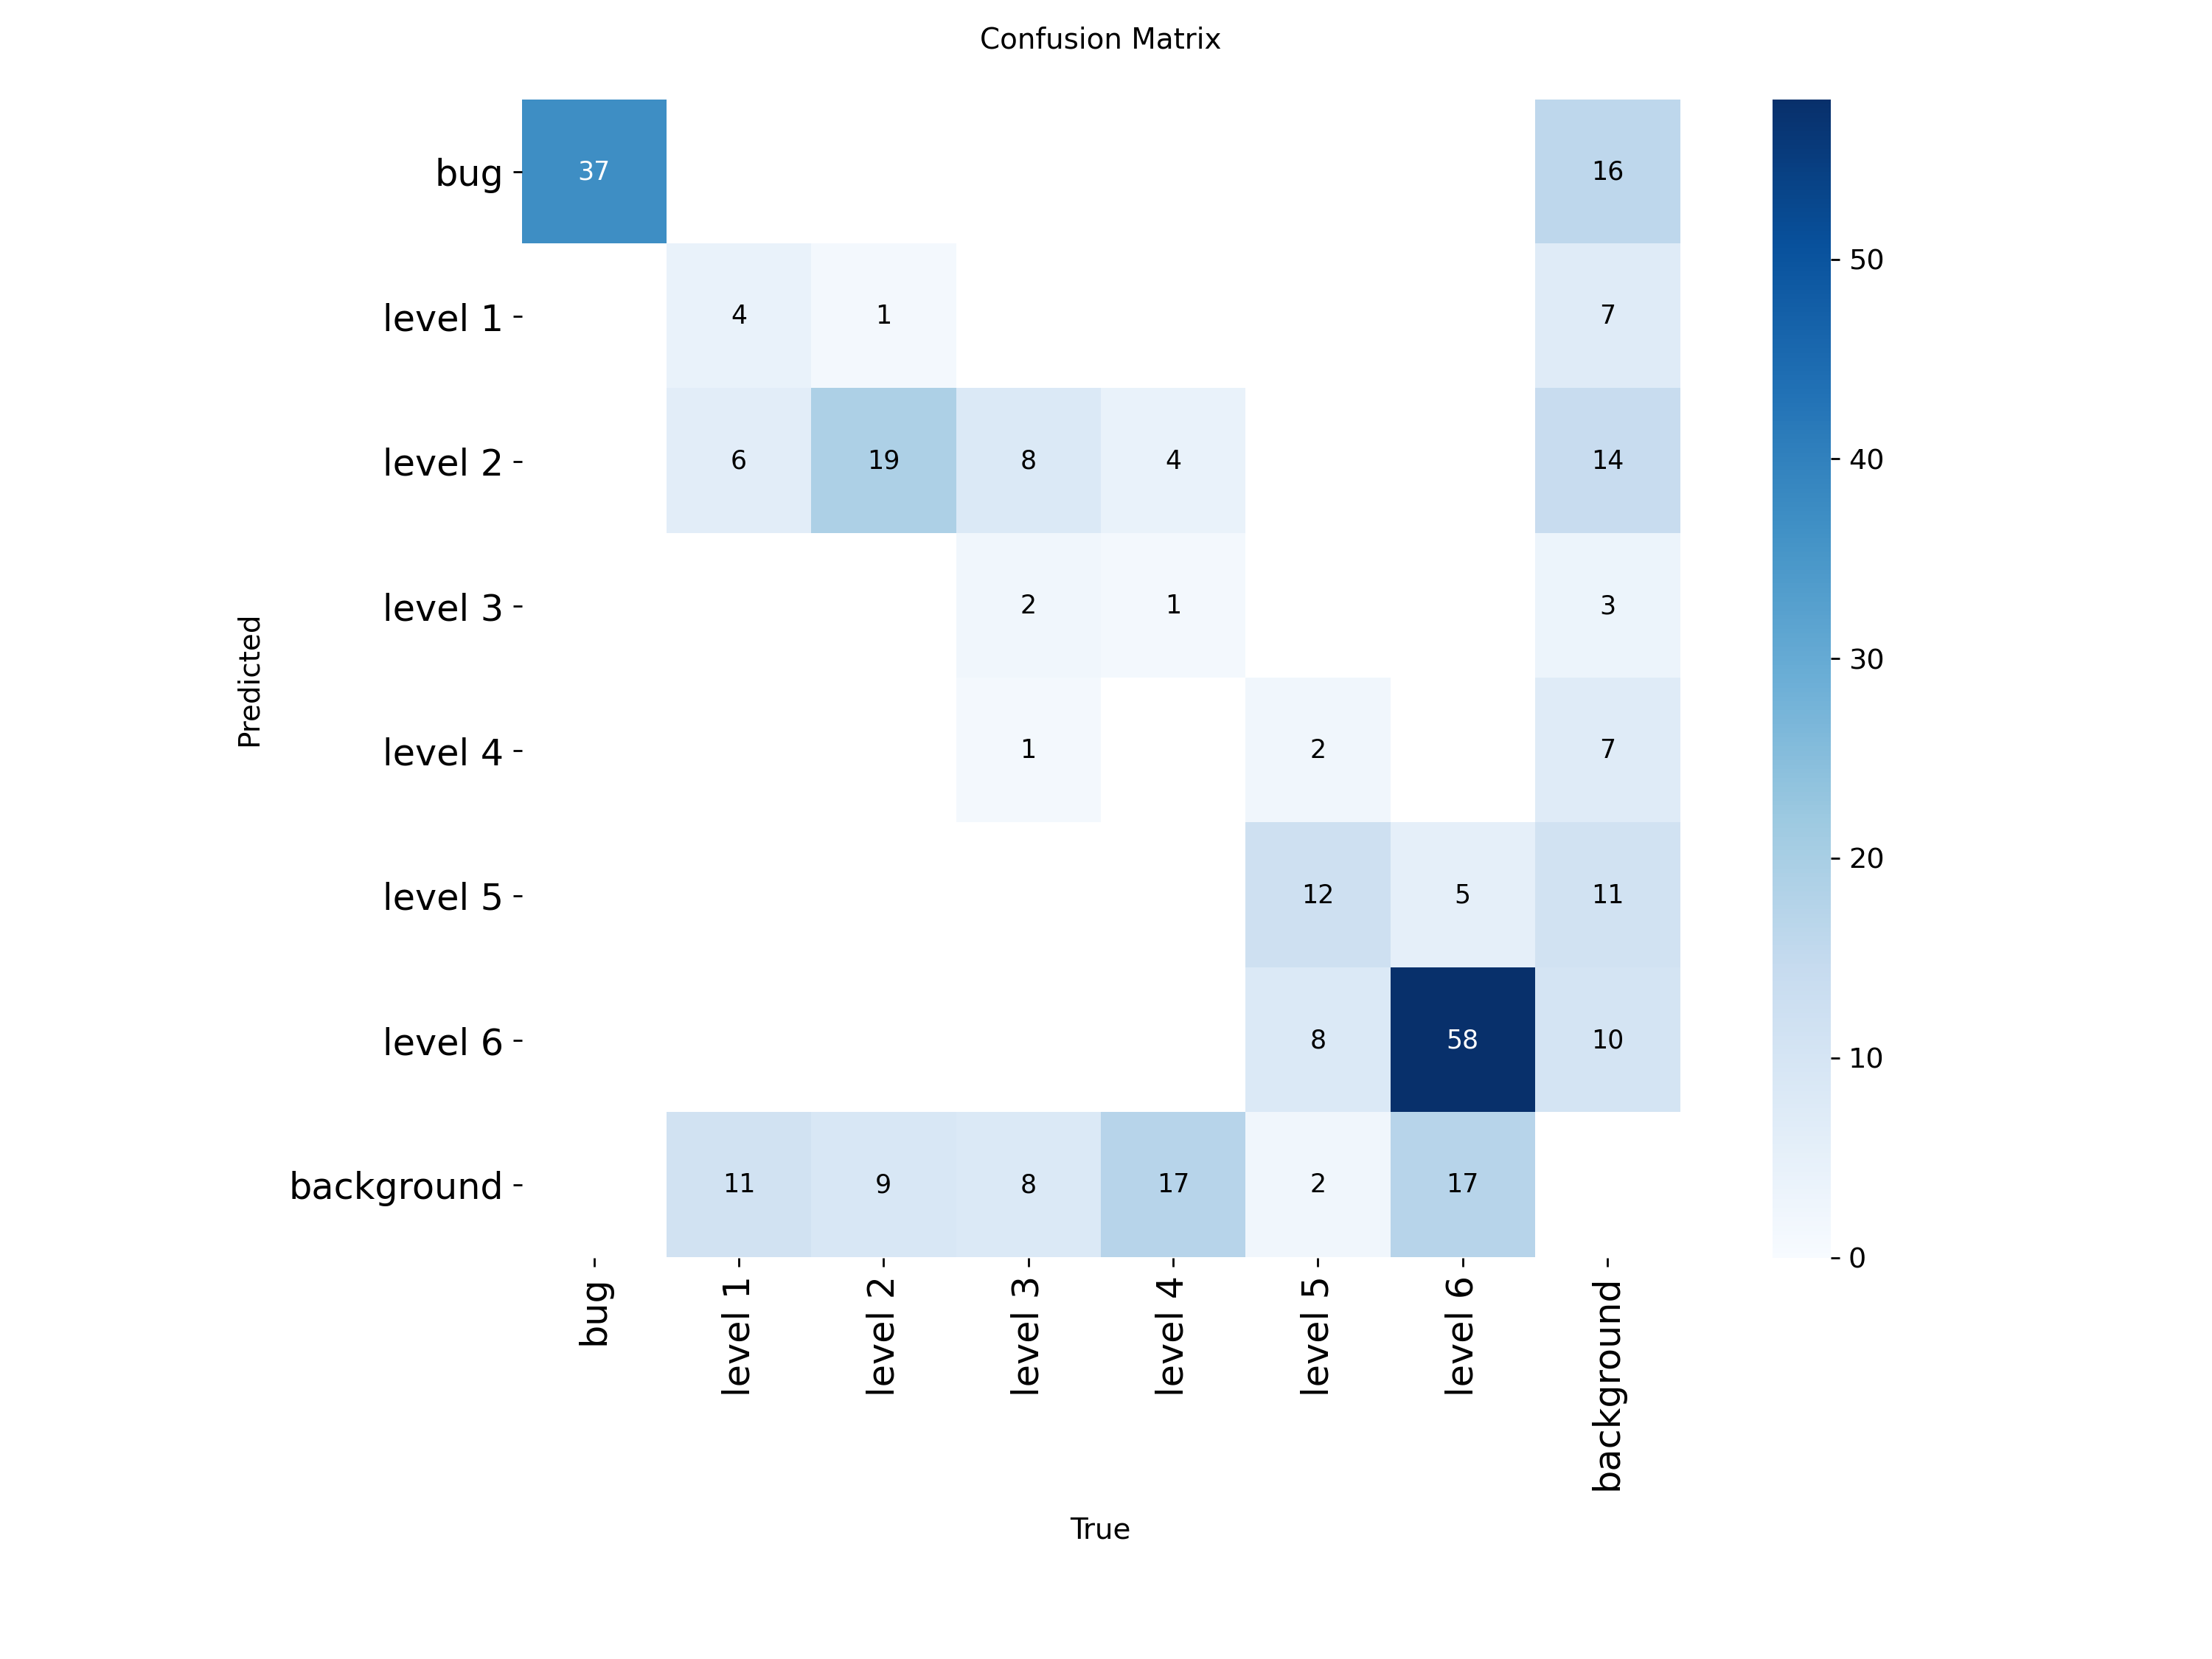 Confusion Matrix
Predicted
bug 37 16
level 1 4 1 7
level 2 6 19 8 4 14
level 3 2 1 3
level 4 1 2 7
level 5 12 5 11
level 6 8 58 10
background 11 9 8 17 2 17
bug level 1 level 2 level 3 level 4 level 5 level 6 background
True
50
40
30
20
10
0